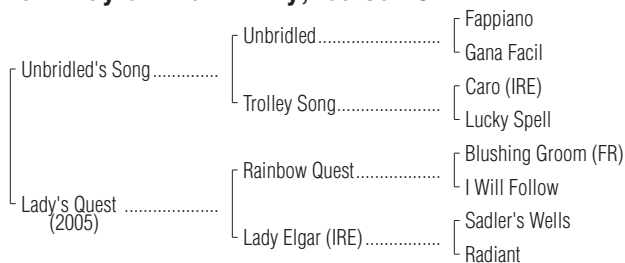 Fappiano
Unbridled
Gana Facil
Unbridled's Song
Caro (IRE)
Trolley Song
Lucky Spell
Blushing Groom (FR)
Rainbow Quest
I Will Follow
Lady's Quest
(2005)
Sadler's Wells
Lady Elgar (IRE)
Radiant